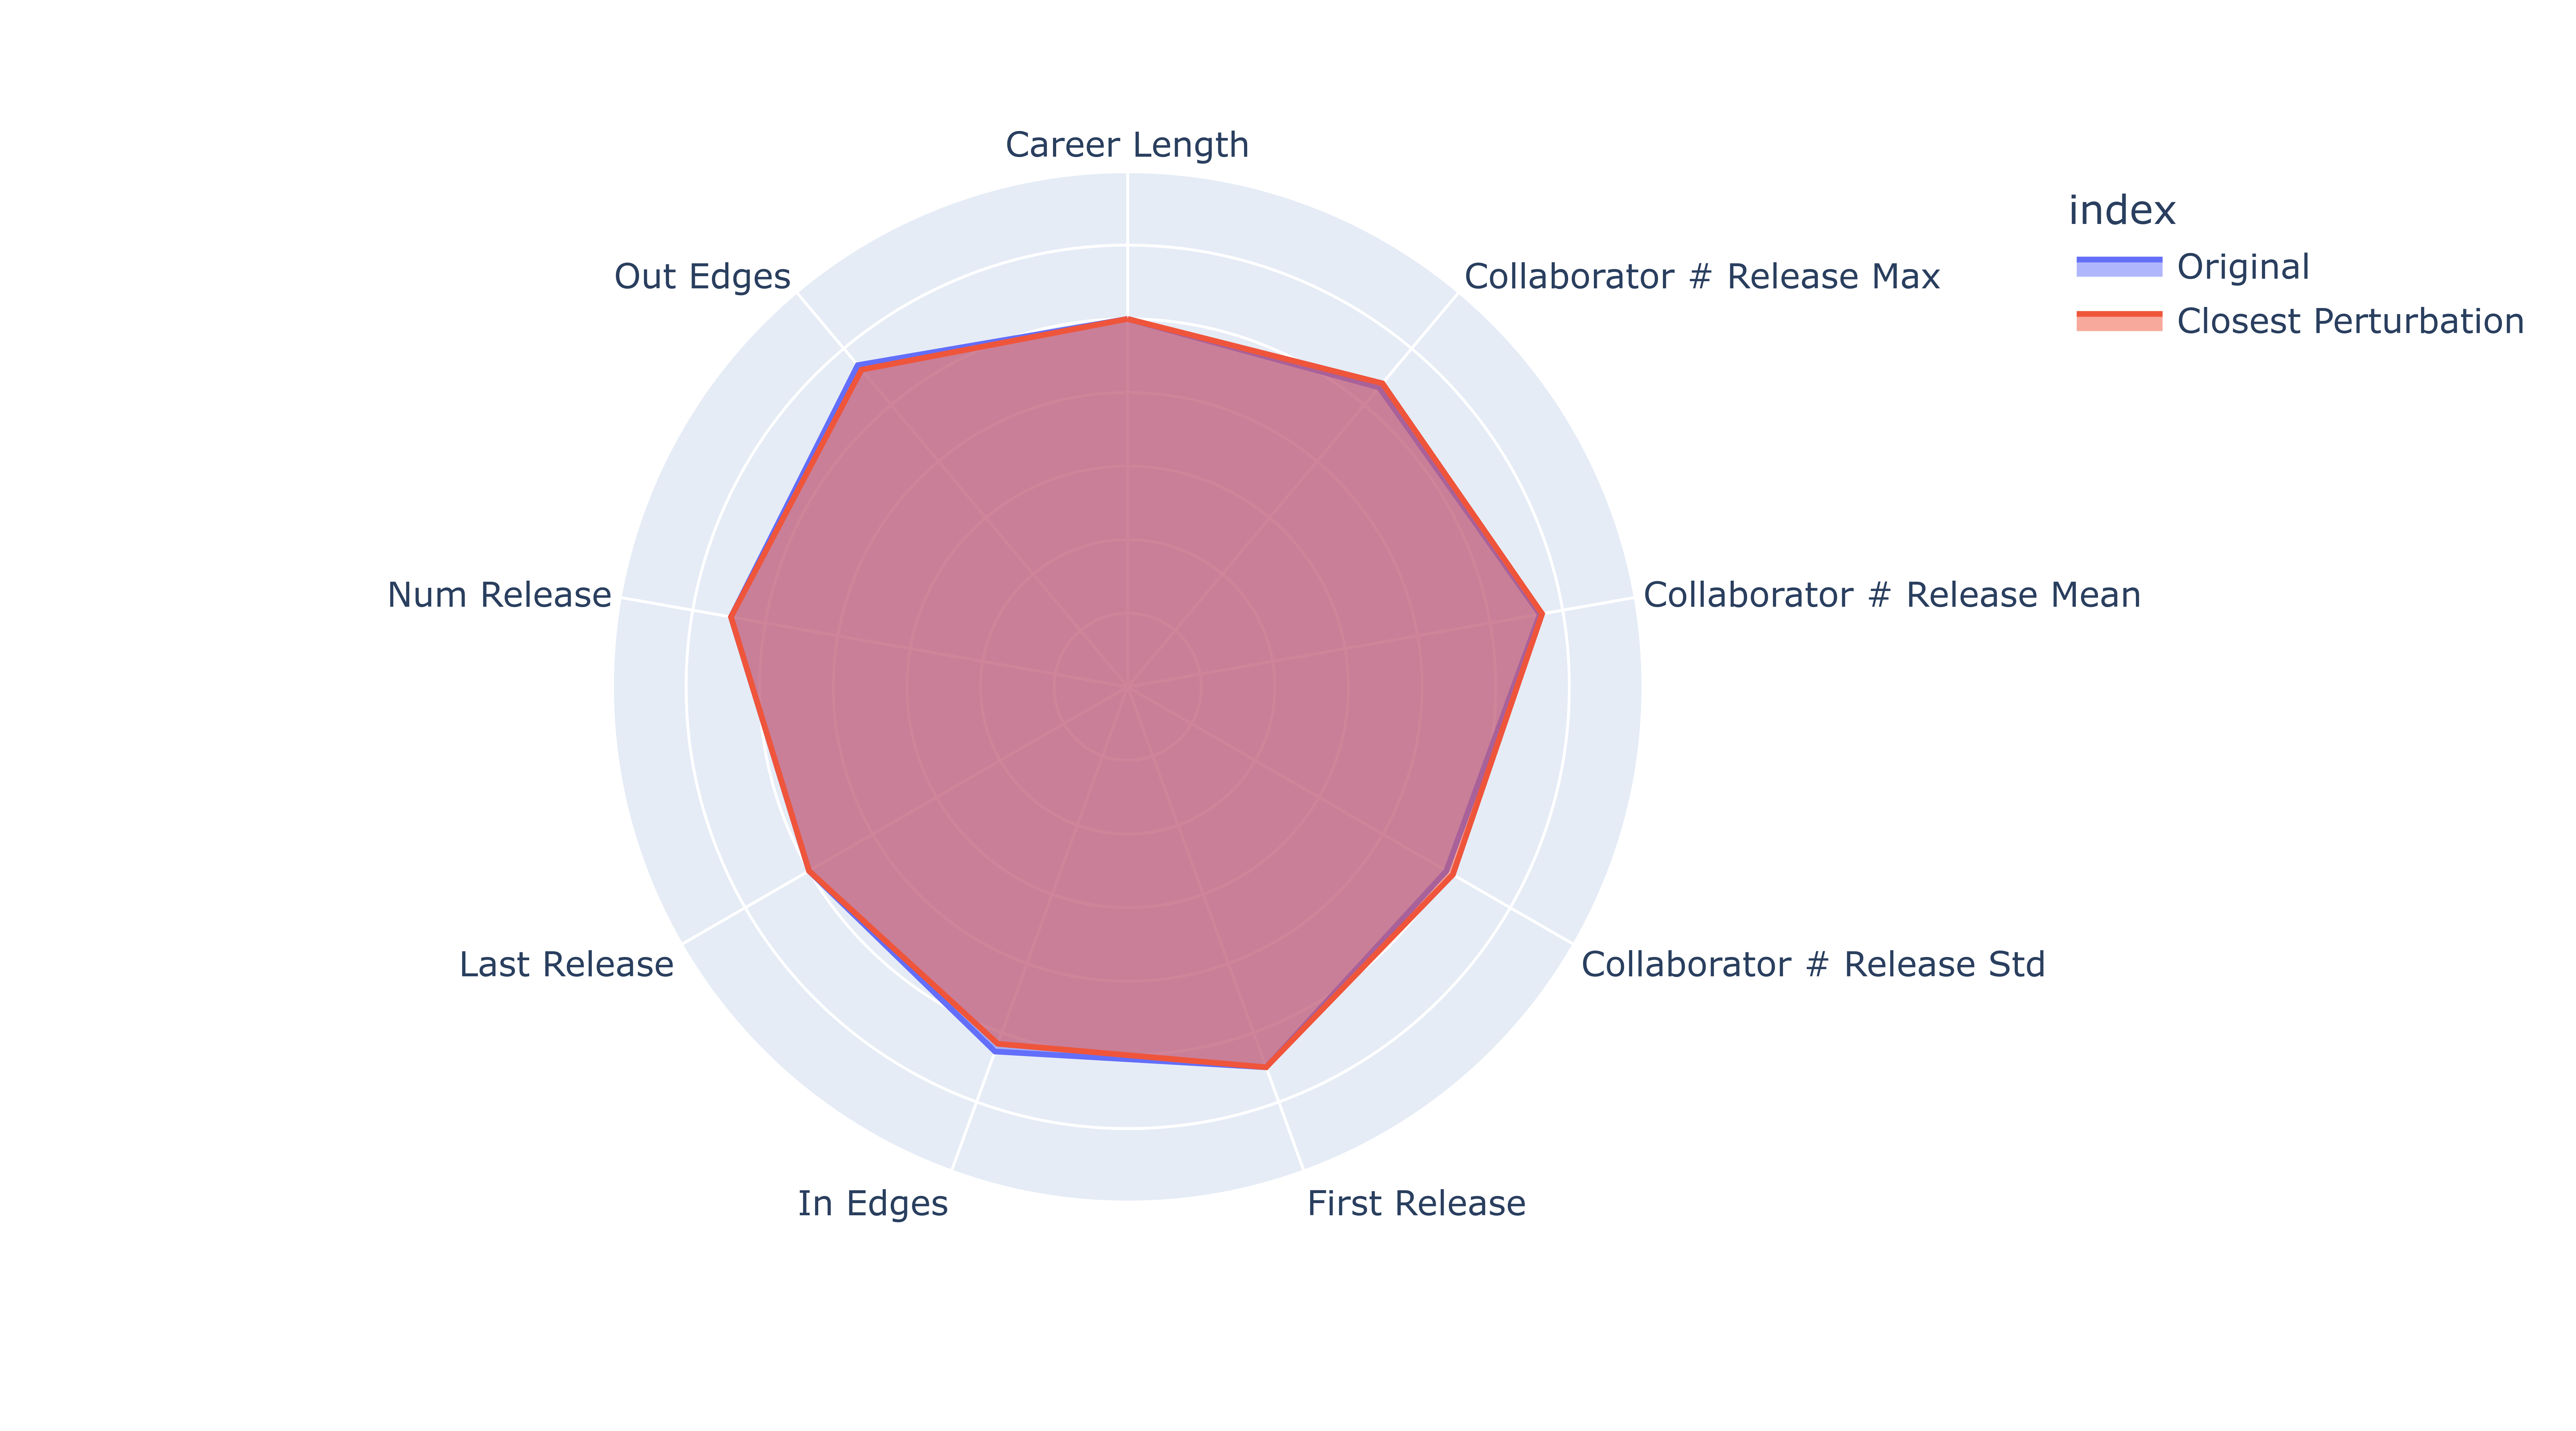 Career Length
Out Edges
Collaborator # Release Max
Num Release
Collaborator # Release Mean
Last Release
Collaborator # Release Std
In Edges
First Release
index
Original
Closest Perturbation